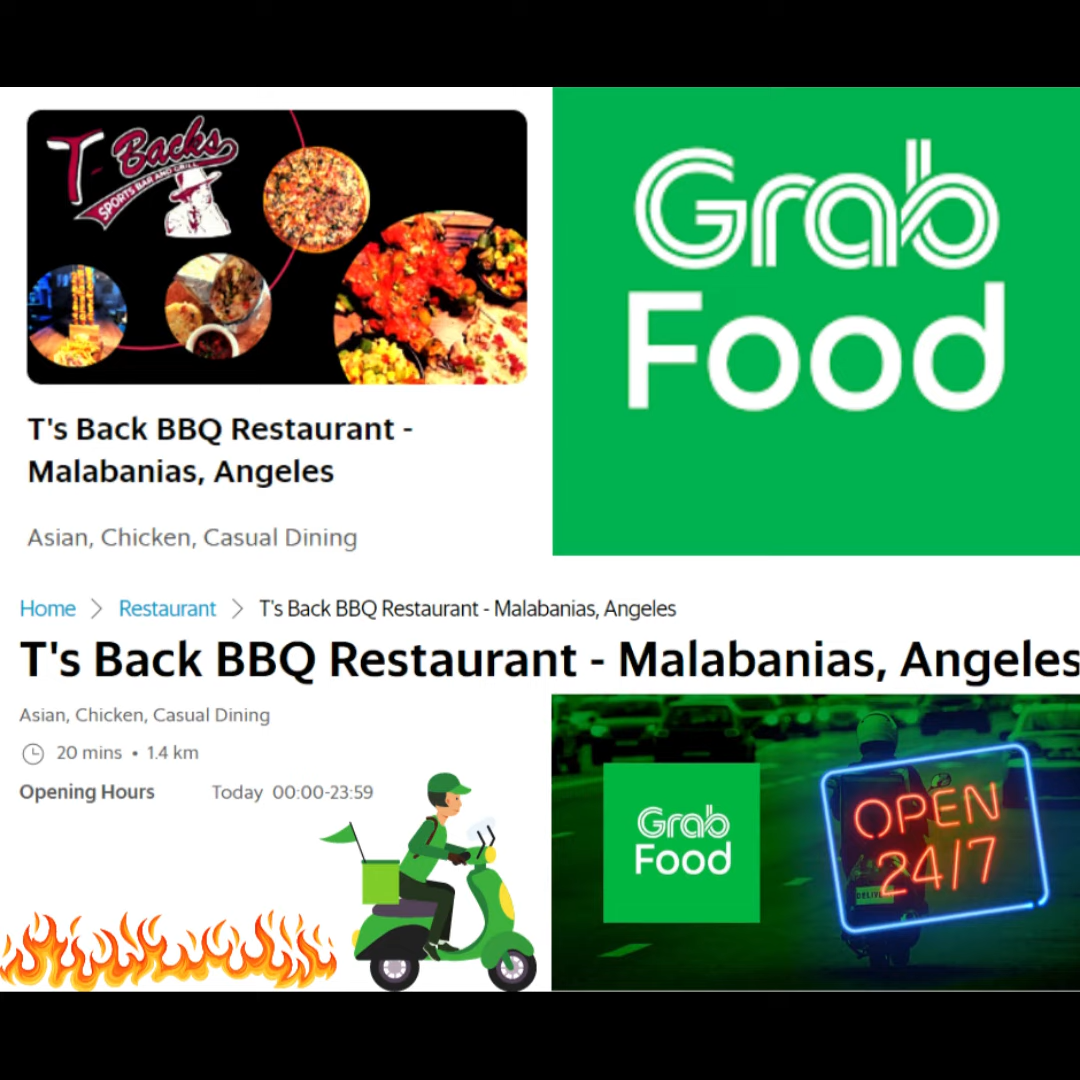 T-Backs
SPORTS BAR AND GRILL
T's Back BBQ Restaurant -
Malabanias, Angeles
Asian, Chicken, Casual Dining
Grab
Food
Home > Restaurant > T's Back BBQ Restaurant - Malabanias, Angeles
T's Back BBQ Restaurant - Malabanias, Angeles
Asian, Chicken, Casual Dining
20 mins • 1.4 km
Opening Hours Today 00:00-23:59
Grab
Food
OPEN
24/7
DELIVE